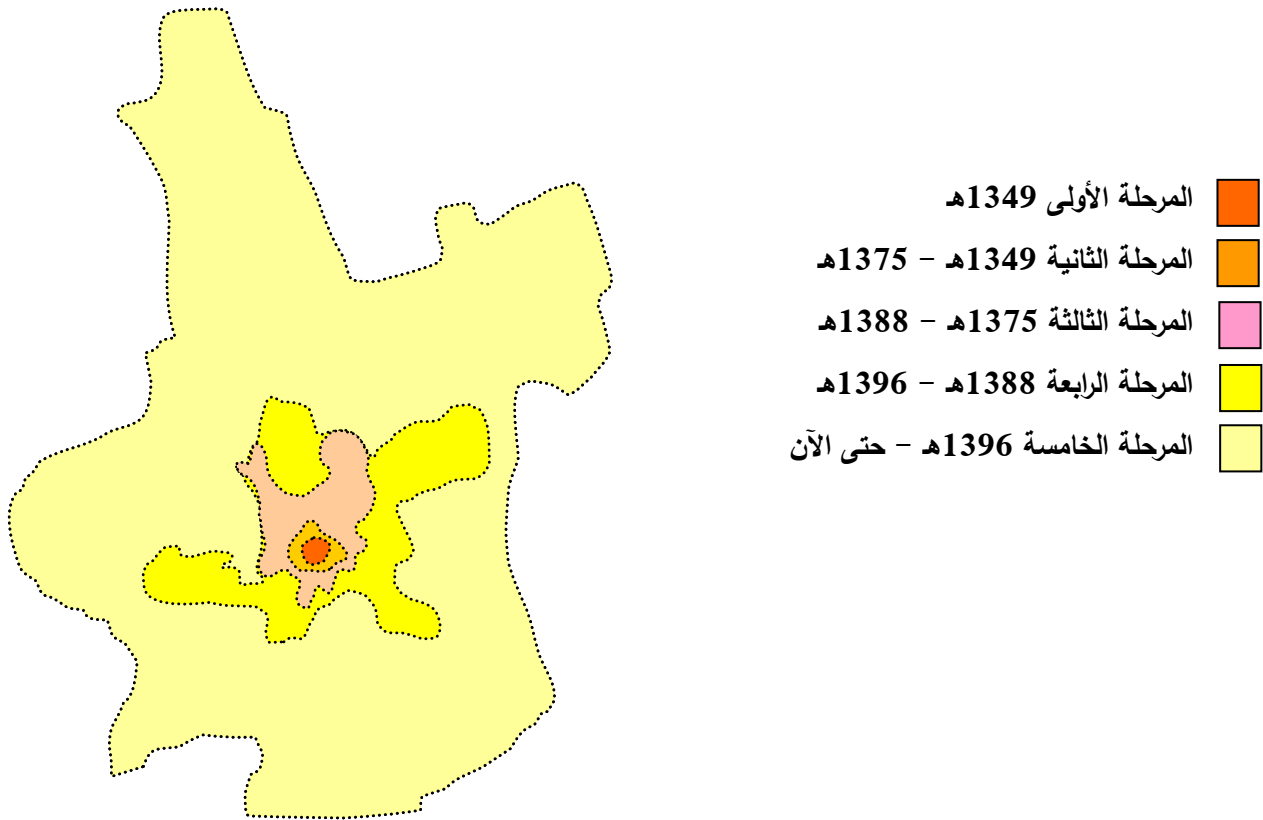 المرحلة الأولى 1349هـ
المرحلة الثانية 1349هـ - 1375هـ
المرحلة الثالثة 1375هـ - 1388هـ
المرحلة الرابعة 1388هـ - 1396هـ
المرحلة الخامسة 1396هـ - حتى الآن